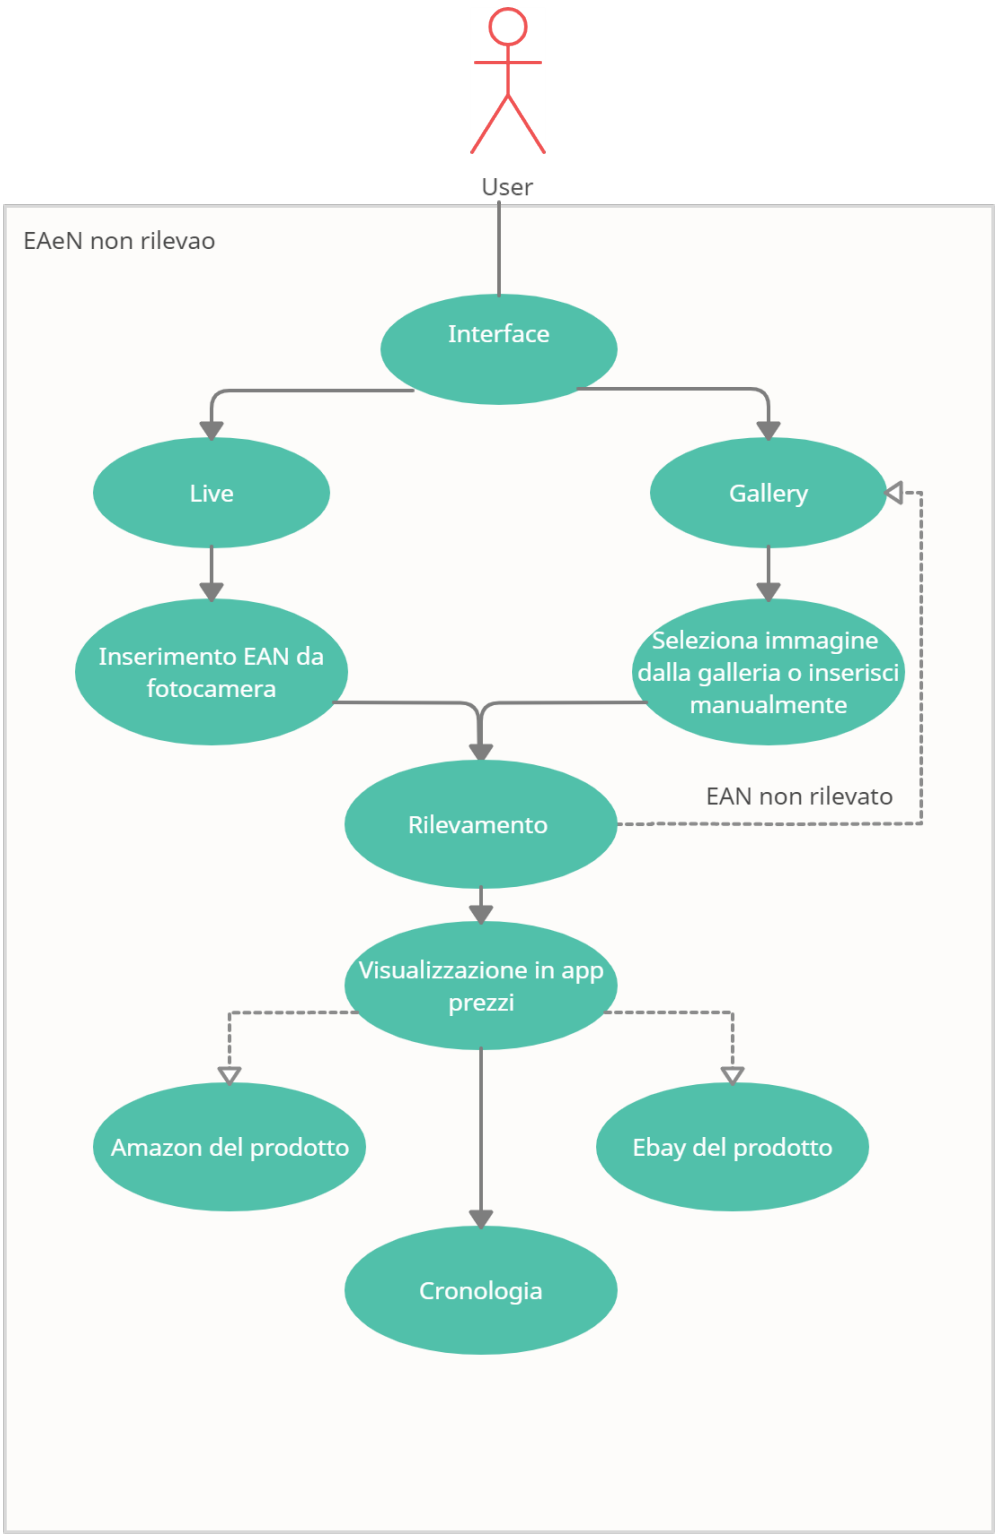 User
EAeN non rilevao
Interface
Live
Gallery
Inserimento EAN da
fotocamera
Seleziona immagine
dalla galleria o inserisci
manualmente
EAN non rilevato
Rilevamento
Visualizzazione in app
prezzi
Amazon del prodotto
Ebay del prodotto
Cronologia